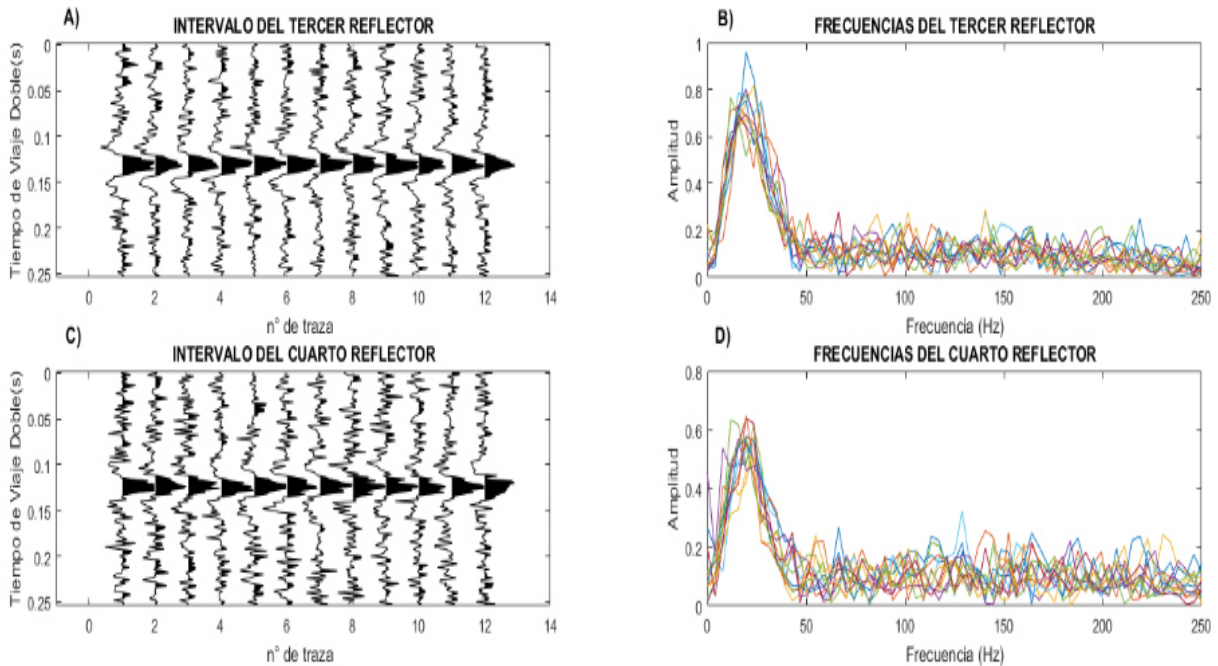 A)
INTERVALO DEL TERCER REFLECTOR
0
0.05
0.1
0.15
0.2
0.25
Tiempo de Viaje Doble(s)
0 2 4 6 8 10 12 14
n° de traza
B)
FRECUENCIAS DEL TERCER REFLECTOR
1
0.8
0.6
0.4
0.2
0
Amplitud
0 50 100 150 200 250
Frecuencia (Hz)
C)
INTERVALO DEL CUARTO REFLECTOR
0
0.05
0.1
0.15
0.2
0.25
Tiempo de Viaje Doble(s)
0 2 4 6 8 10 12 14
n° de traza
D)
FRECUENCIAS DEL CUARTO REFLECTOR
0.8
0.6
0.4
0.2
0
Amplitud
0 50 100 150 200 250
Frecuencia (Hz)